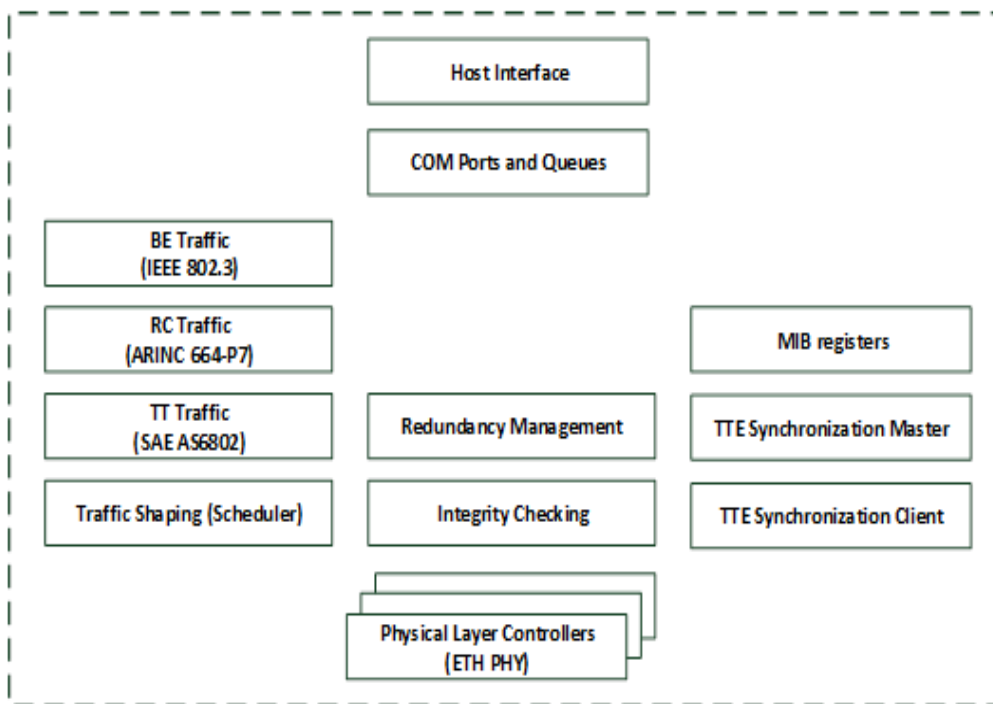 Host Interface
COM Ports and Queues
BE Traffic
(IEEE 802.3)
RC Traffic
(ARINC 664-P7)
MIB registers
TT Traffic
(SAE AS6802)
Redundancy Management
TTE Synchronization Master
Traffic Shaping (Scheduler)
Integrity Checking
TTE Synchronization Client
Physical Layer Controllers
(ETH PHY)